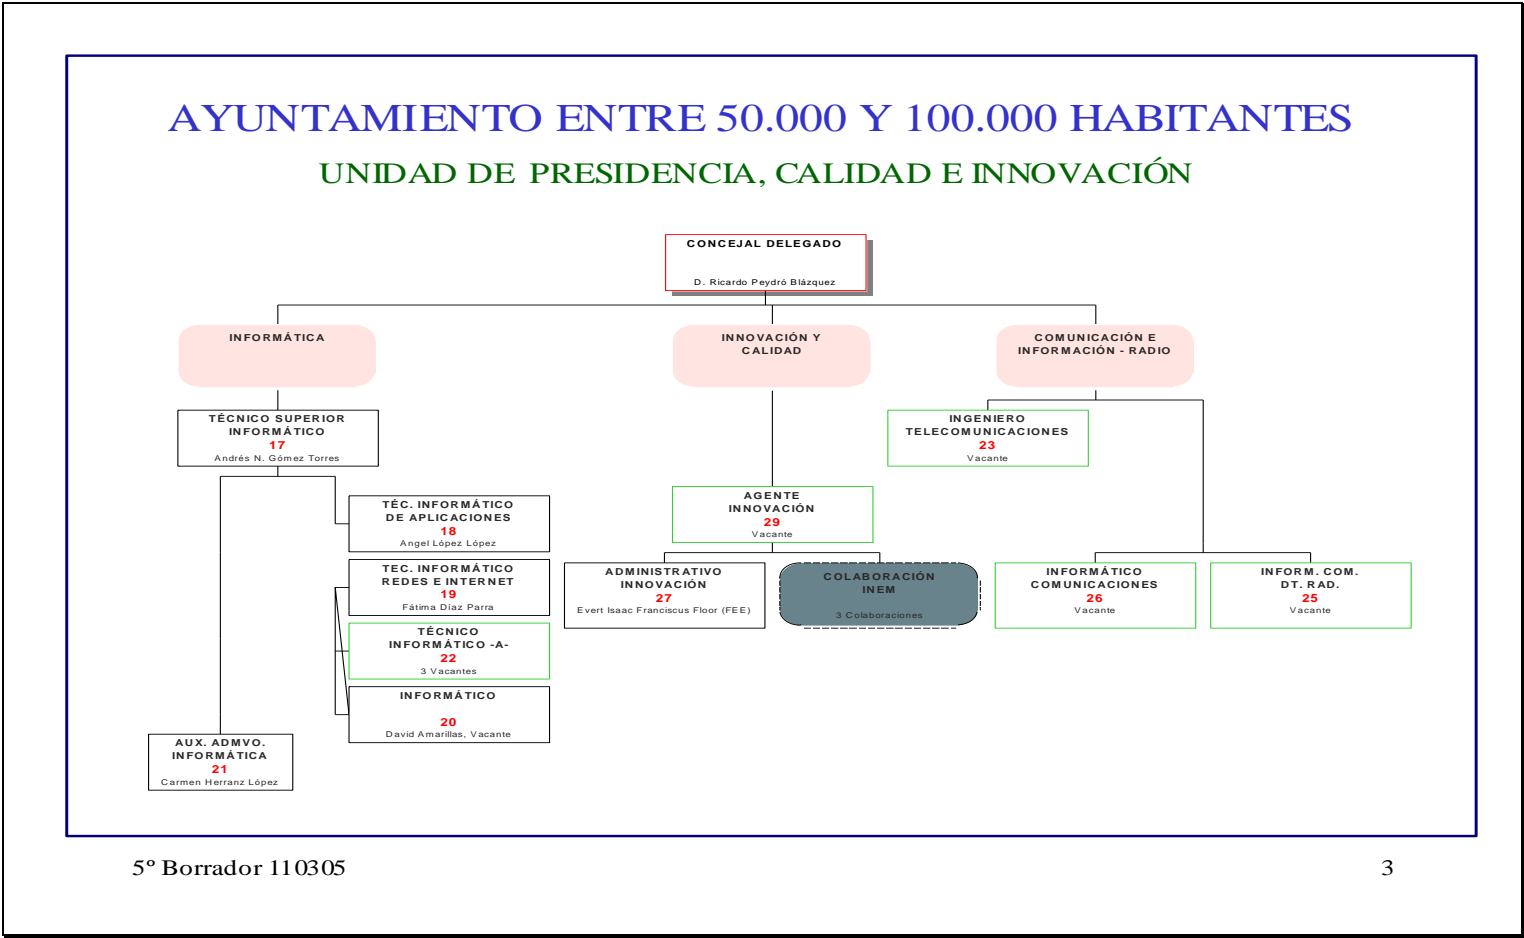 AYUNTAMIENTO ENTRE 50.000 Y 100.000 HABITANTES
UNIDAD DE PRESIDENCIA, CALIDAD E INNOVACIÓN
CONCEJAL DELEGADO
D. Ricardo Peydró Blázquez
INFORMÁTICA
INNOVACIÓN Y
CALIDAD
COMUNICACIÓN E
INFORMACIÓN - RADIO
TÉCNICO SUPERIOR
INFORMÁTICO
17
Andrés N. Gómez Torres
INGENIERO
TELECOMUNICACIONES
23
Vacante
TÉC. INFORMÁTICO
DE APLICACIONES
18
Angel López López
AGENTE
INNOVACIÓN
29
Vacante
TEC. INFORMÁTICO
REDES E INTERNET
19
Fátima Díaz Parra
ADMINISTRATIVO
INNOVACIÓN
27
Evert Isaac Franciscus Floor (FEE)
COLABORACIÓN
INEM
3 Colaboraciones
INFORMÁTICO
COMUNICACIONES
26
Vacante
INFORM. COM.
DT. RAD.
25
Vacante
TÉCNICO
INFORMÁTICO -A-
22
3 Vacantes
INFORMÁTICO
20
David Amarillas, Vacante
AUX. ADMVO.
INFORMÁTICA
21
Carmen Herranz López
5º Borrador 110305
3